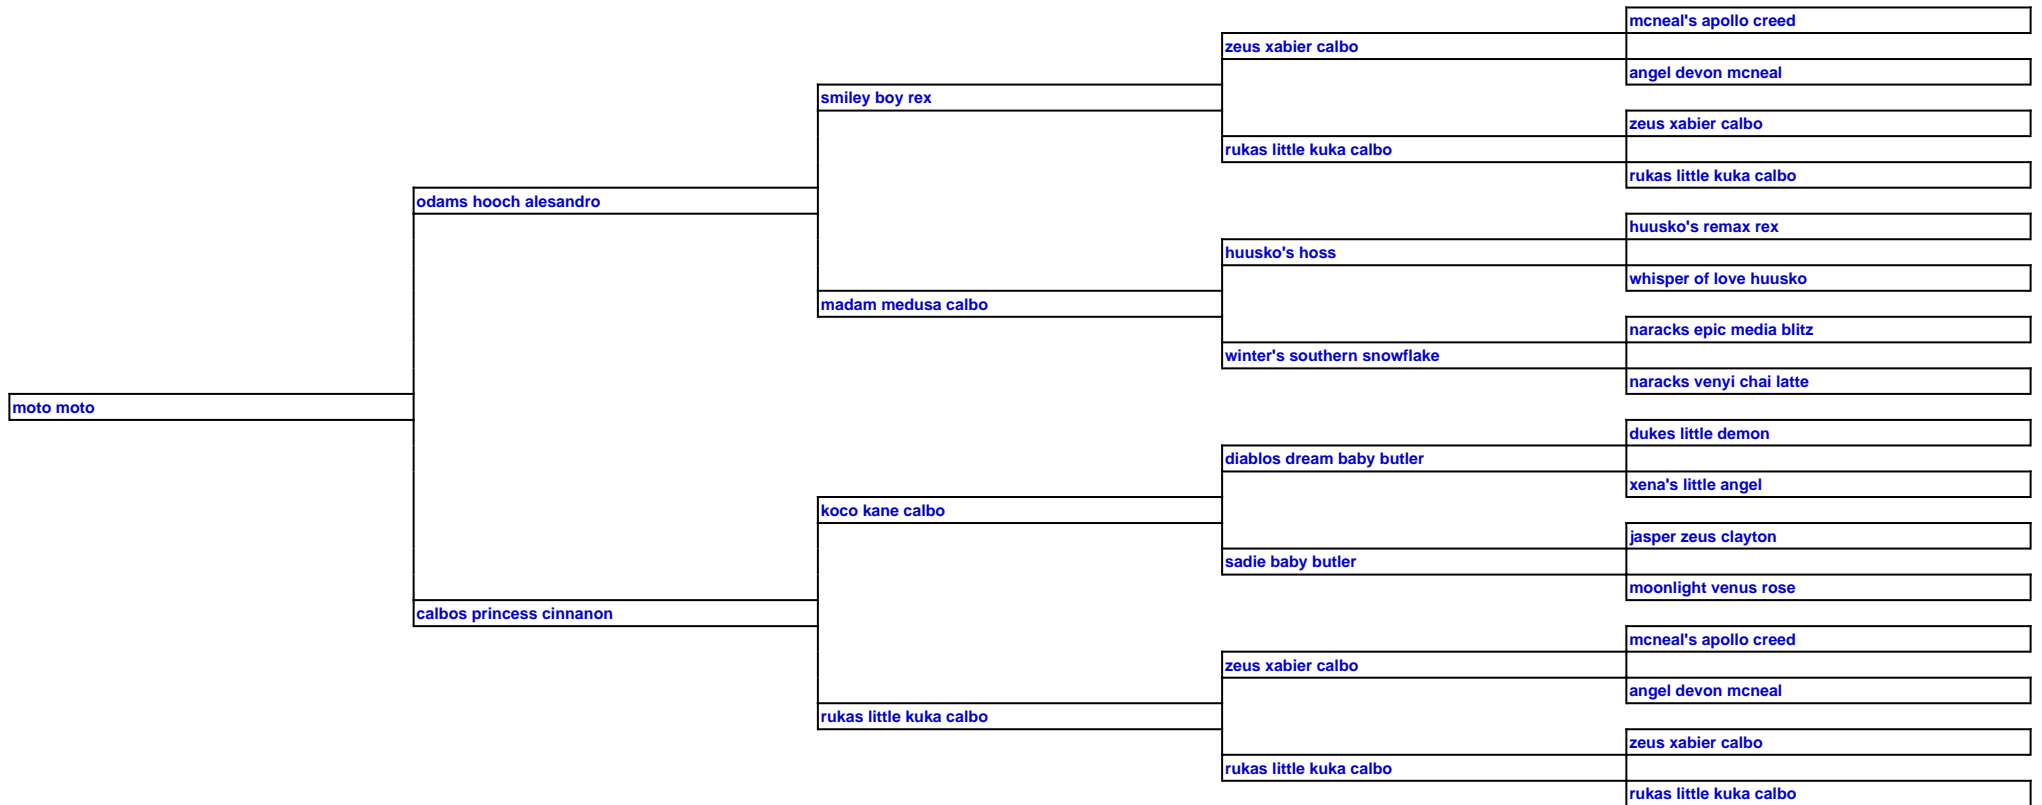 mcneal's apollo creed
zeus xabier calbo
angel devon mcneal
smiley boy rex
zeus xabier calbo
rukas little kuka calbo
rukas little kuka calbo
odams hooch alesandro
huusko's remax rex
huusko's hoss
whisper of love huusko
madam medusa calbo
naracks epic media blitz
winter's southern snowflake
naracks venyi chai latte
moto moto
dukes little demon
diablos dream baby butler
xena's little angel
koco kane calbo
jasper zeus clayton
sadie baby butler
moonlight venus rose
calbos princess cinnanon
mcneal's apollo creed
zeus xabier calbo
angel devon mcneal
rukas little kuka calbo
zeus xabier calbo
rukas little kuka calbo
rukas little kuka calbo